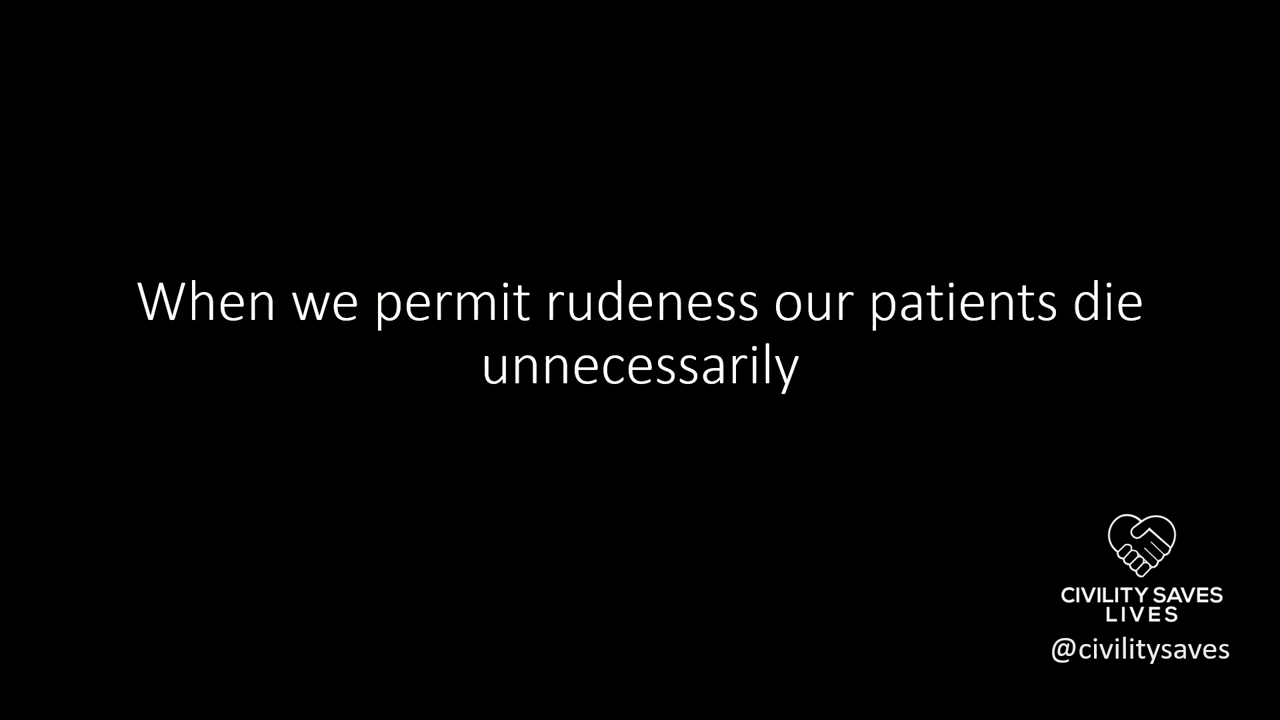 When we permit rudeness our patients die
unnecessarily
CIVILITY SAVES
LIVES
@civilitysaves